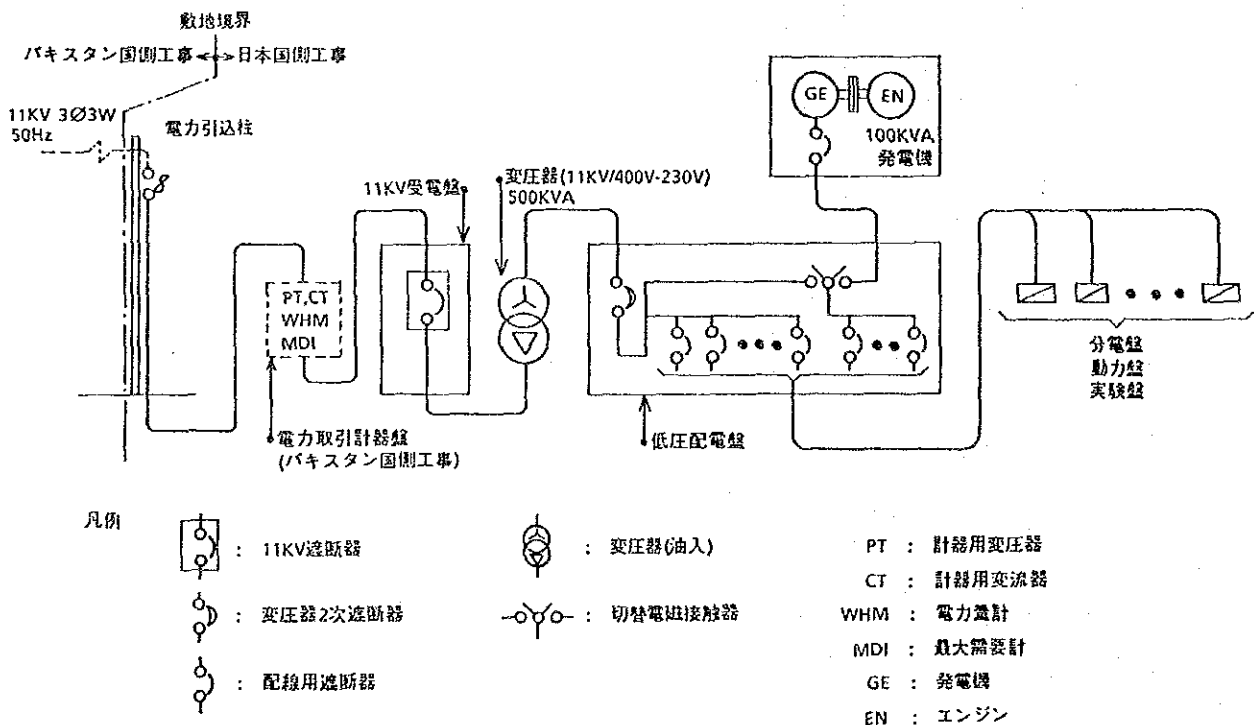 敷地境界
パキスタン国側工事 日本国側工事
11KV 3Ø3W
50Hz
電力引込柱
GE
EN
100KVA
発電機
11KV受電盤
変圧器(11KV/400V-230V)
500KVA
PT,CT
WHM
MDI
分電盤
動力盤
実験盤
電力取引計器盤
(パキスタン国側工事)
低圧配電盤
凡例
: 11KV遮断器
: 変圧器2次遮断器
: 配線用遮断器
: 変圧器(油入)
: 切替電磁接触器
PT : 計器用変圧器
CT : 計器用変流器
WHM : 電力量計
MDI : 最大需要計
GE : 発電機
EN : エンジン